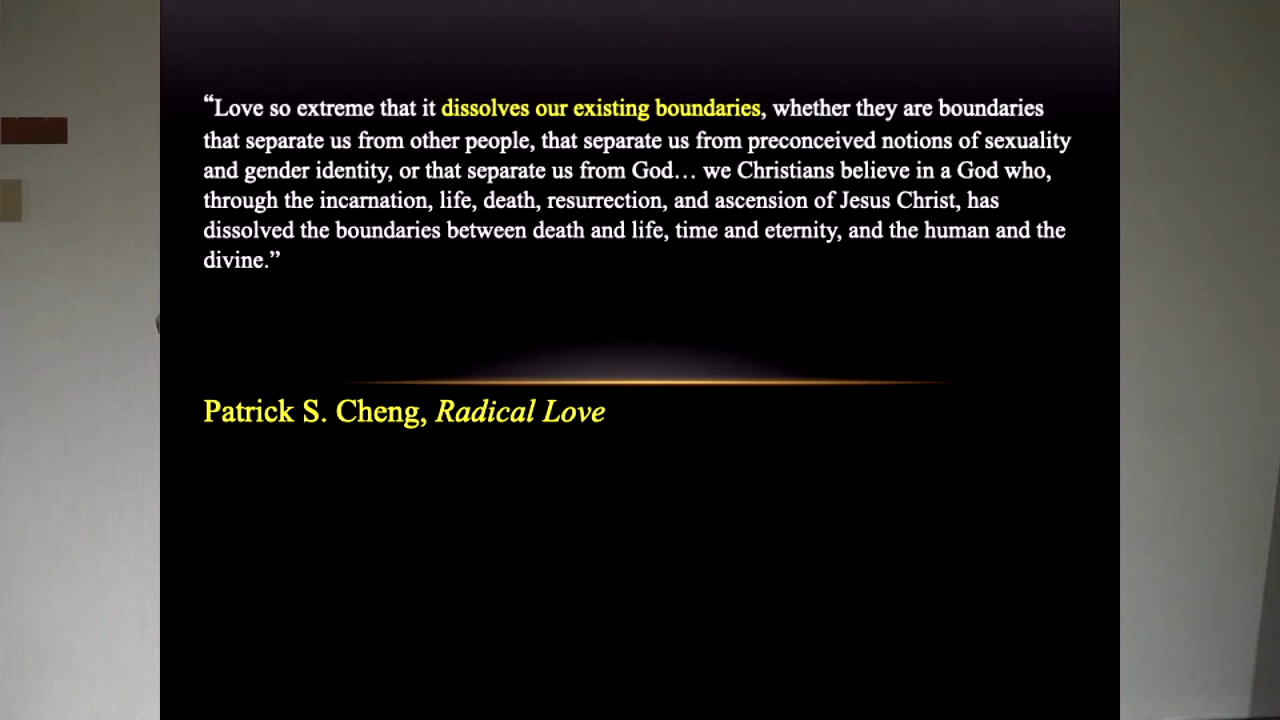 “Love so extreme that it dissolves our existing boundaries, whether they are boundaries
that separate us from other people, that separate us from preconceived notions of sexuality
and gender identity, or that separate us from God… we Christians believe in a God who,
through the incarnation, life, death, resurrection, and ascension of Jesus Christ, has
dissolved the boundaries between death and life, time and eternity, and the human and the
divine.”
Patrick S. Cheng, Radical Love